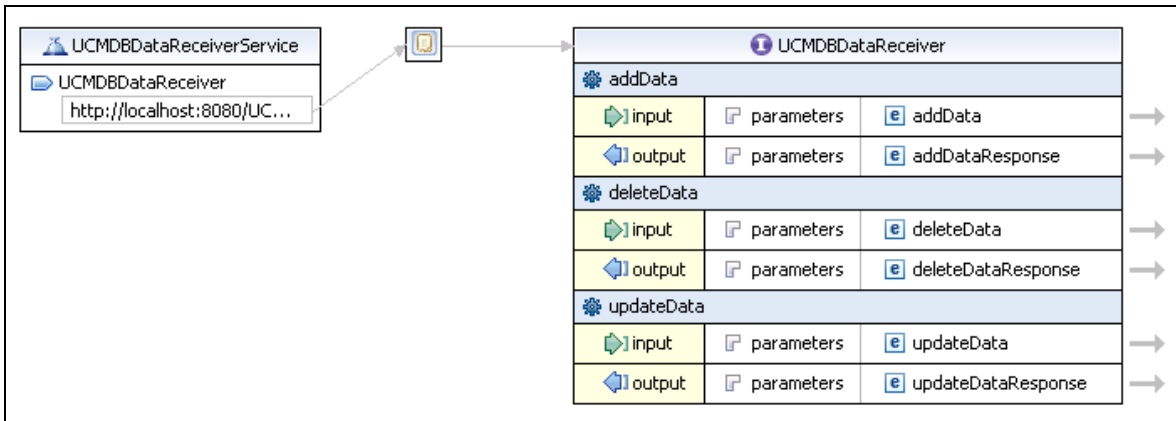 UCMDBDataReceiverService
UCMDBDataReceiver
http://localhost:8080/UC...
UCMDBDataReceiver
addData
input parameters e addData
output parameters e addDataResponse
deleteData
input parameters e deleteData
output parameters e deleteDataResponse
updateData
input parameters e updateData
output parameters e updateDataResponse